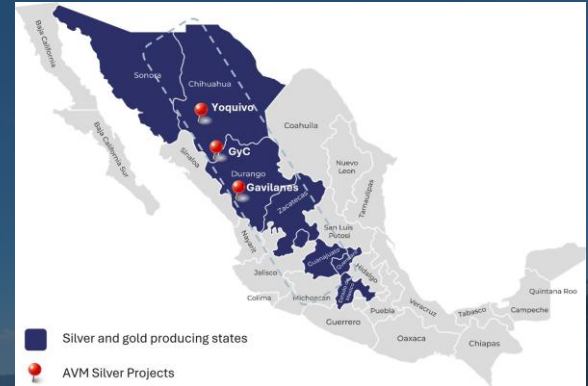 Baja California
Sonora
Chihuahua
Yoquivo
Coahuila
Baja California Sur
Sinaloa
GyC
Nuevo
Leon
Tamaulipas
Durango
Gavilanes
Zacatecas
San Luis
Potosi
Nayarit
Guanajuato
Hidalgo
Jalisco
Quintana Roo
Colima
Michoacan
Puebla
Veracruz
Tabasco
Campeche
Guerrero
Oaxaca
Chiapas
Silver and gold producing states
AVM Silver Projects